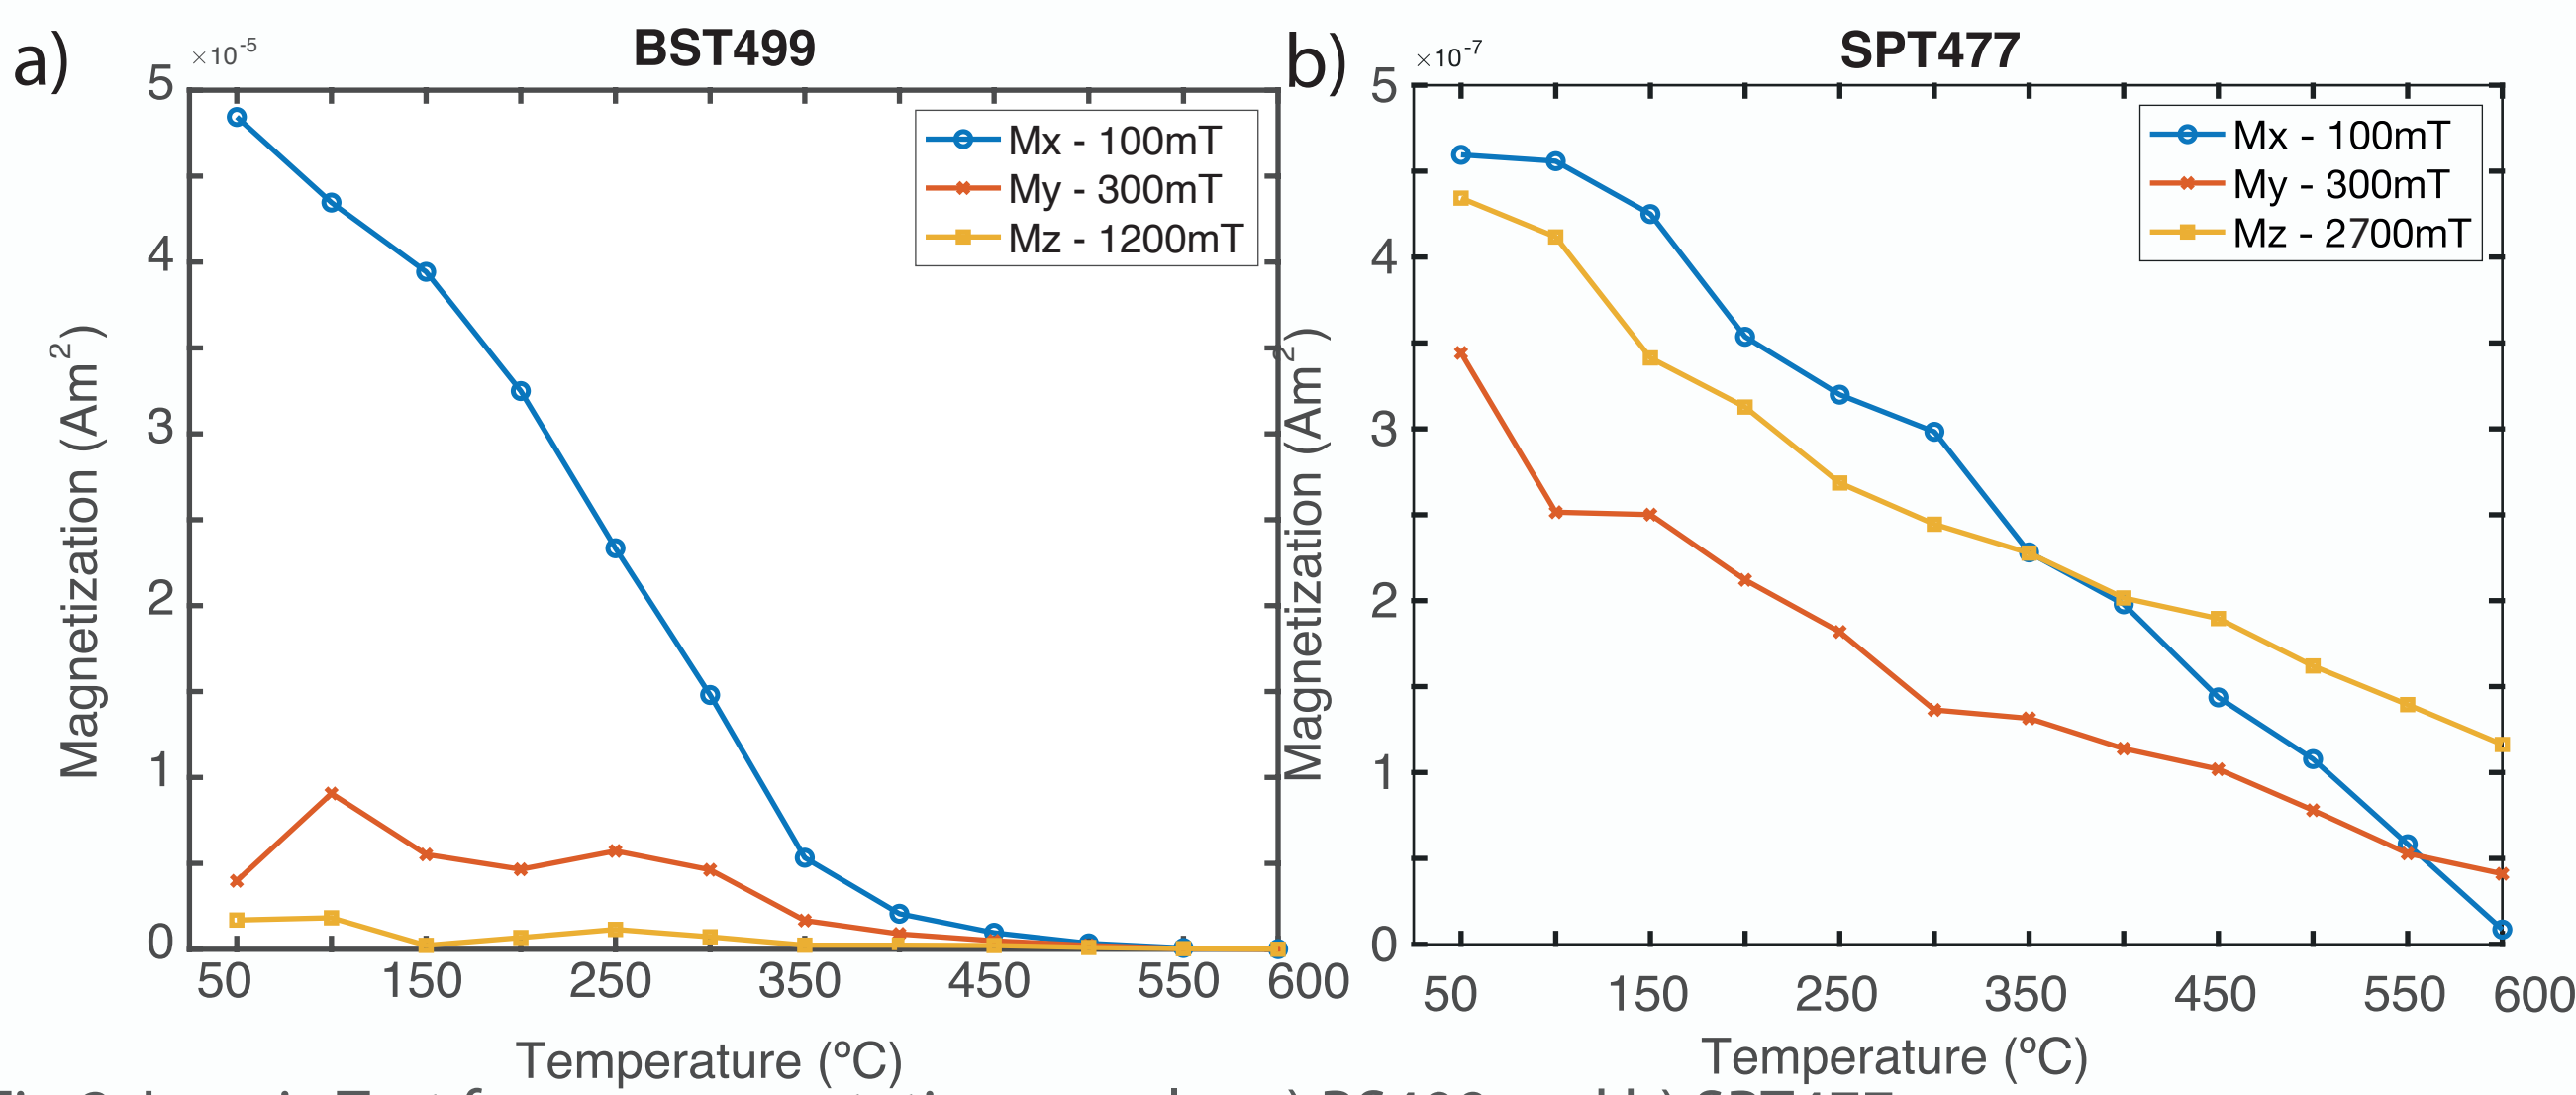 a)
BST499
×10-5
5
4
3
2
1
0
Magnetization (Am2)
Mx - 100mT
My - 300mT
Mz - 1200mT
50 150 250 350 450 550 600
Temperature (ºC)
b)
SPT477
×10-7
5
4
3
2
1
0
Magnetization (Am2)
Mx - 100mT
My - 300mT
Mz - 2700mT
50 150 250 350 450 550 600
Temperature (ºC)